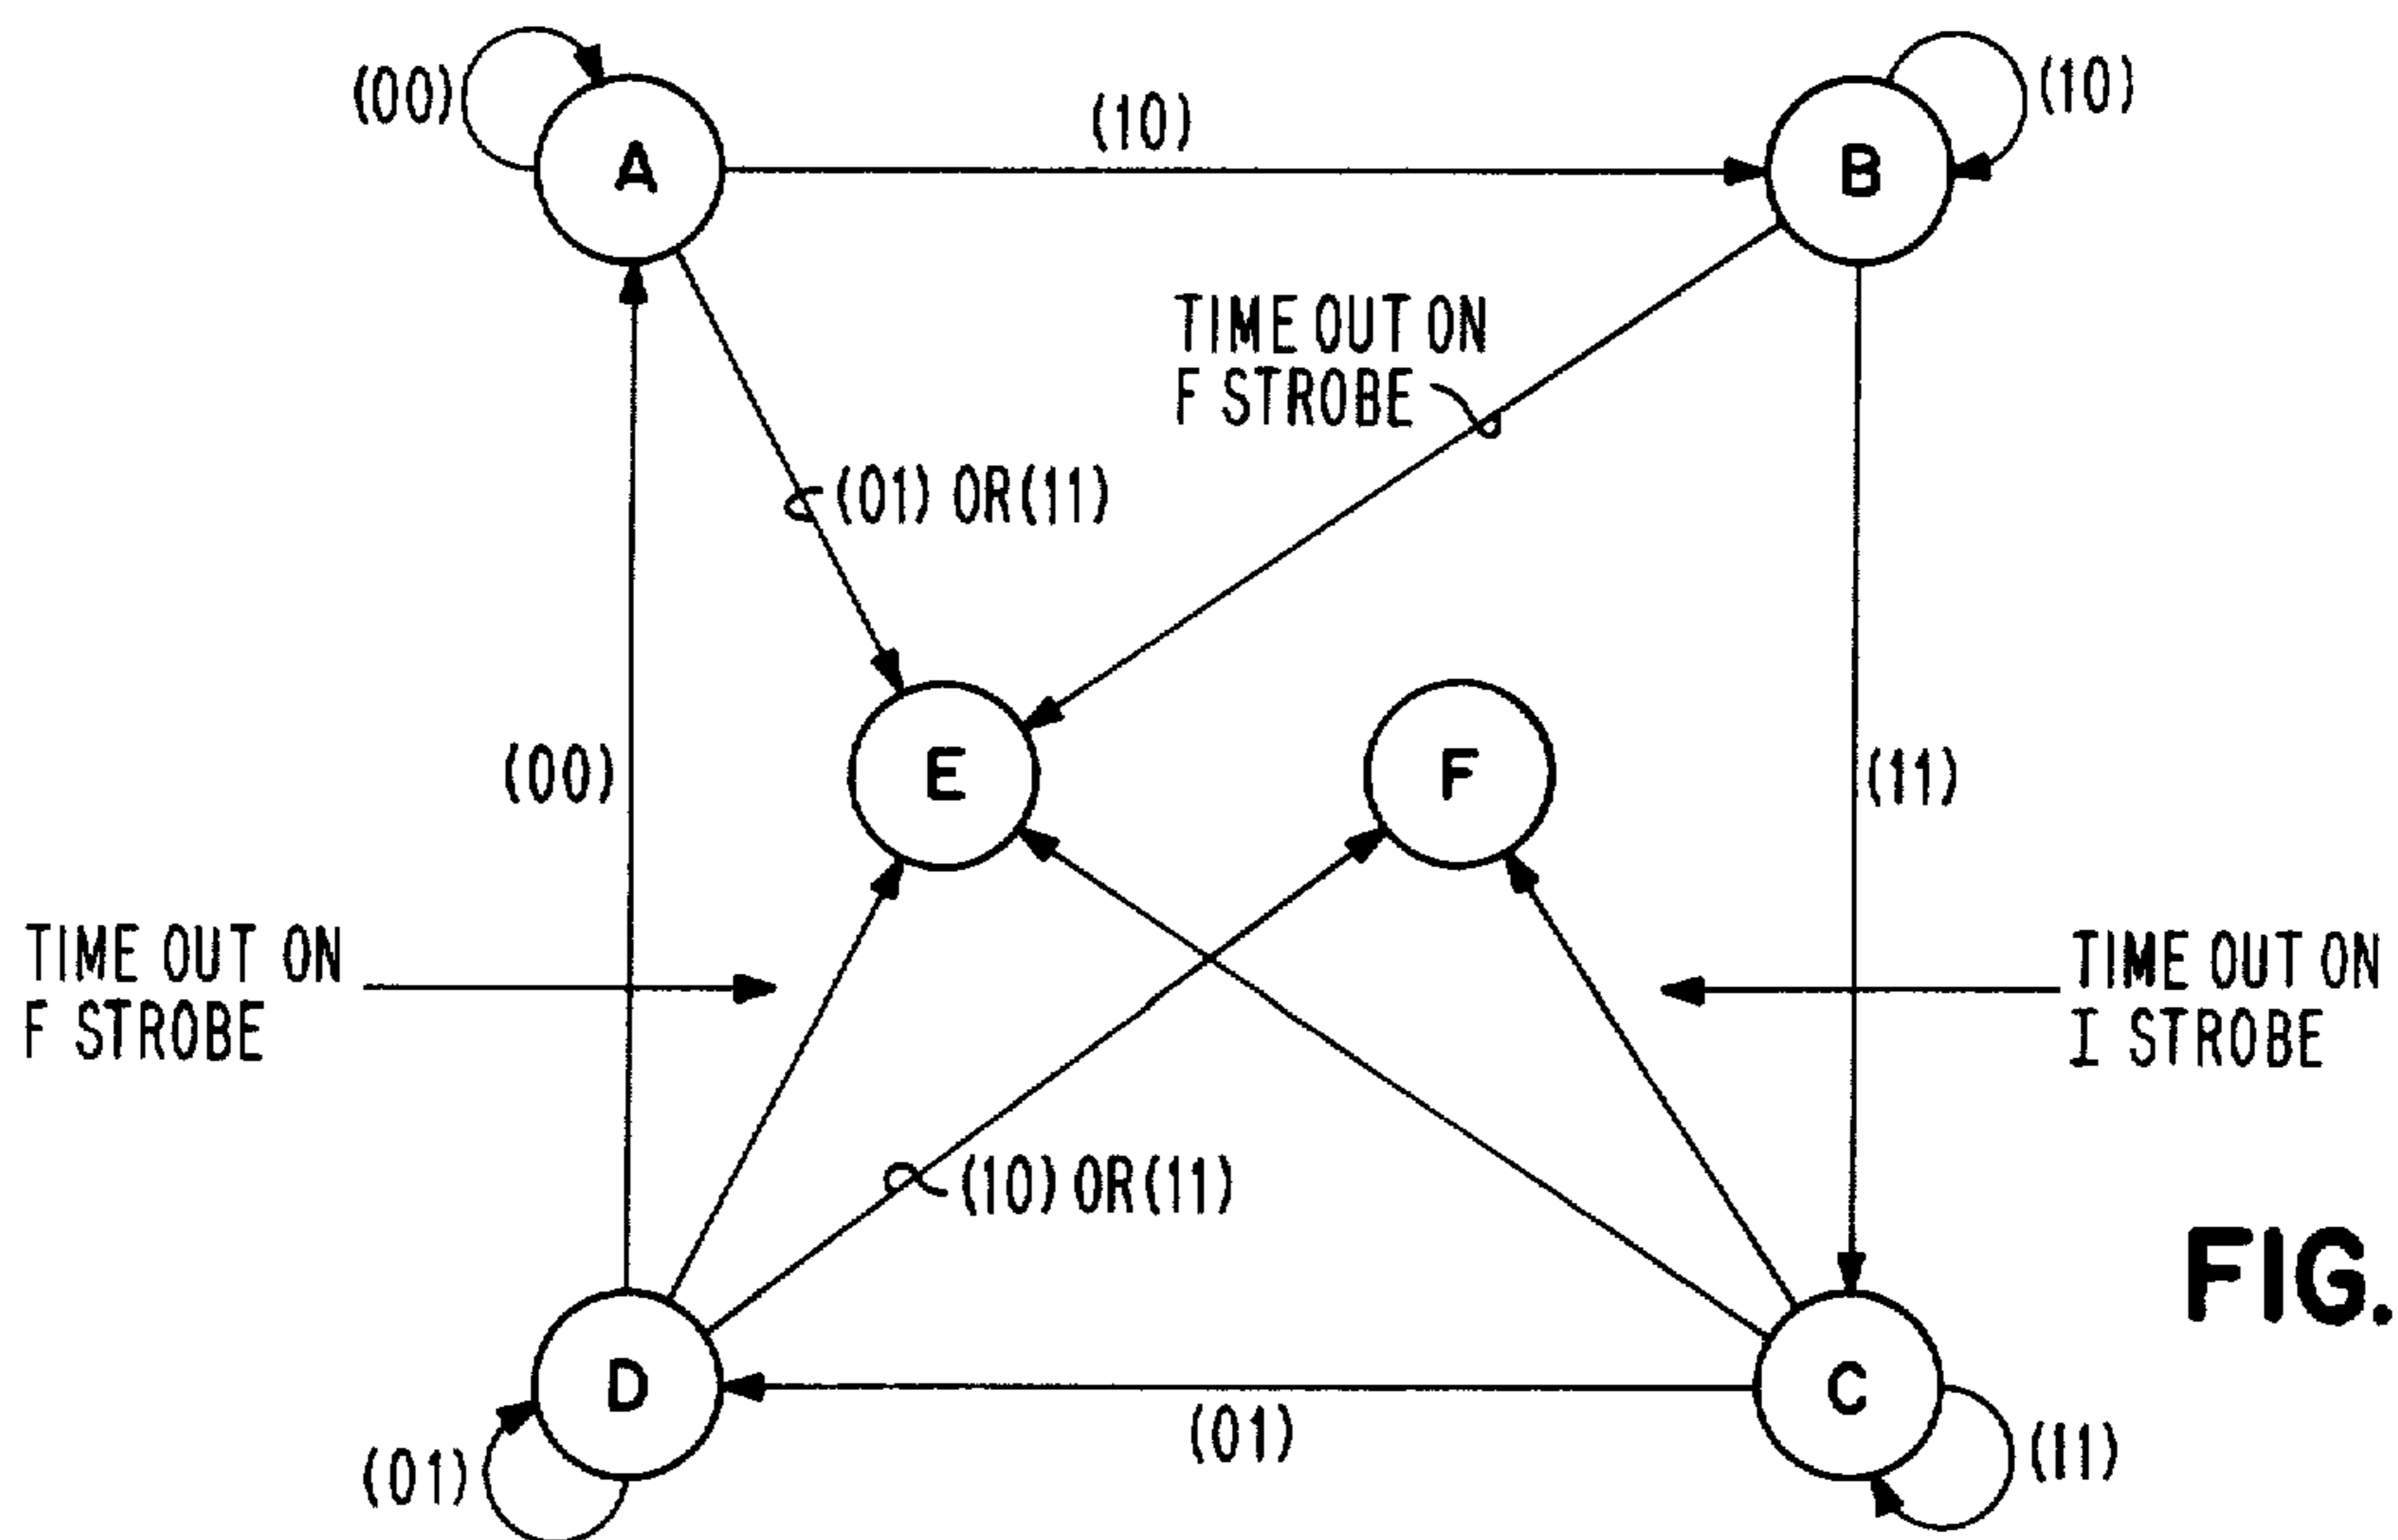 (00)
A
(10)
B
(10)
TIME OUT ON
F STROBE
(01) OR (11)
(00)
E
F
(11)
TIME OUT ON
F STROBE
TIME OUT ON
I STROBE
(10) OR (11)
FIG.
D
C
(01)
(01)
(11)